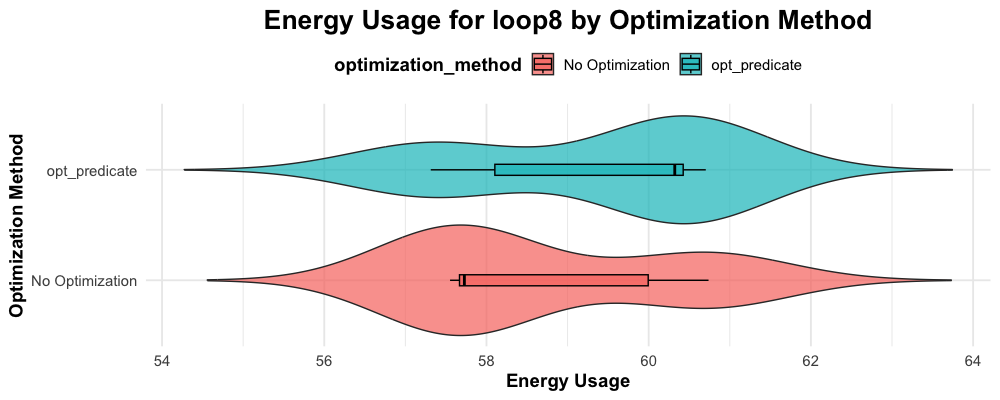 Energy Usage for loop8 by Optimization Method
optimization_method No Optimization opt_predicate
Optimization Method
opt_predicate
No Optimization
54 56 58 60 62 64
Energy Usage